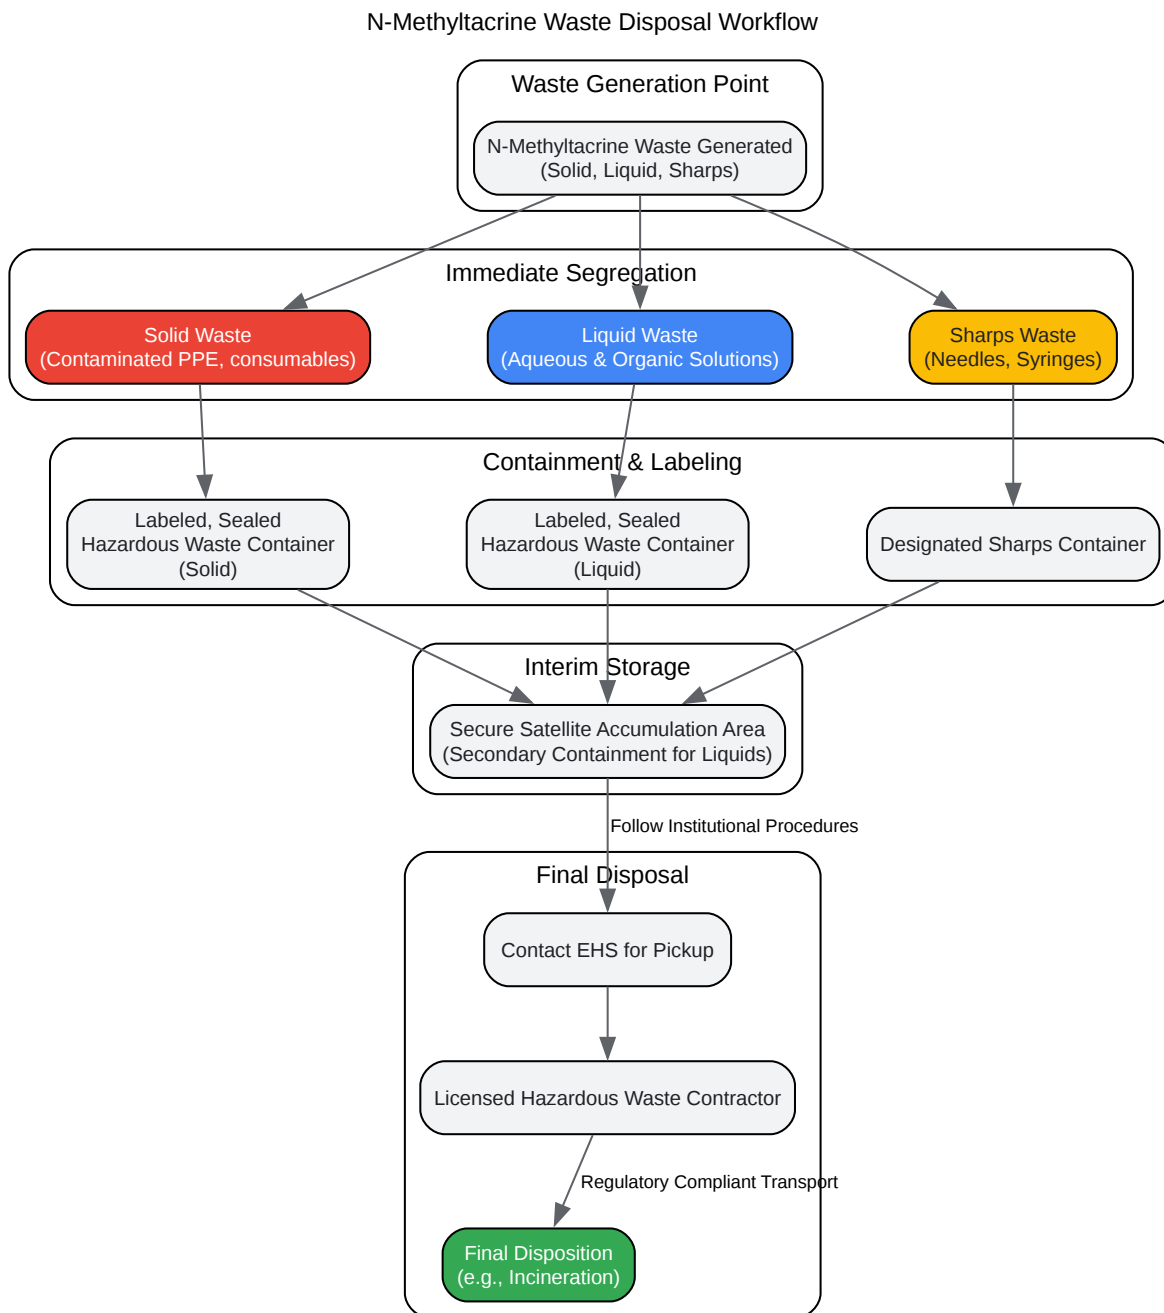 N-Methyltacrine Waste Disposal Workflow
Waste Generation Point
N-Methyltacrine Waste Generated
(Solid, Liquid, Sharps)
Immediate Segregation
Solid Waste
(Contaminated PPE, consumables)
Liquid Waste
(Aqueous & Organic Solutions)
Sharps Waste
(Needles, Syringes)
Containment & Labeling
Labeled, Sealed
Hazardous Waste Container
(Solid)
Labeled, Sealed
Hazardous Waste Container
(Liquid)
Designated Sharps Container
Interim Storage
Secure Satellite Accumulation Area
(Secondary Containment for Liquids)
Follow Institutional Procedures
Final Disposal
Contact EHS for Pickup
Licensed Hazardous Waste Contractor
Regulatory Compliant Transport
Final Disposition
(e.g., Incineration)